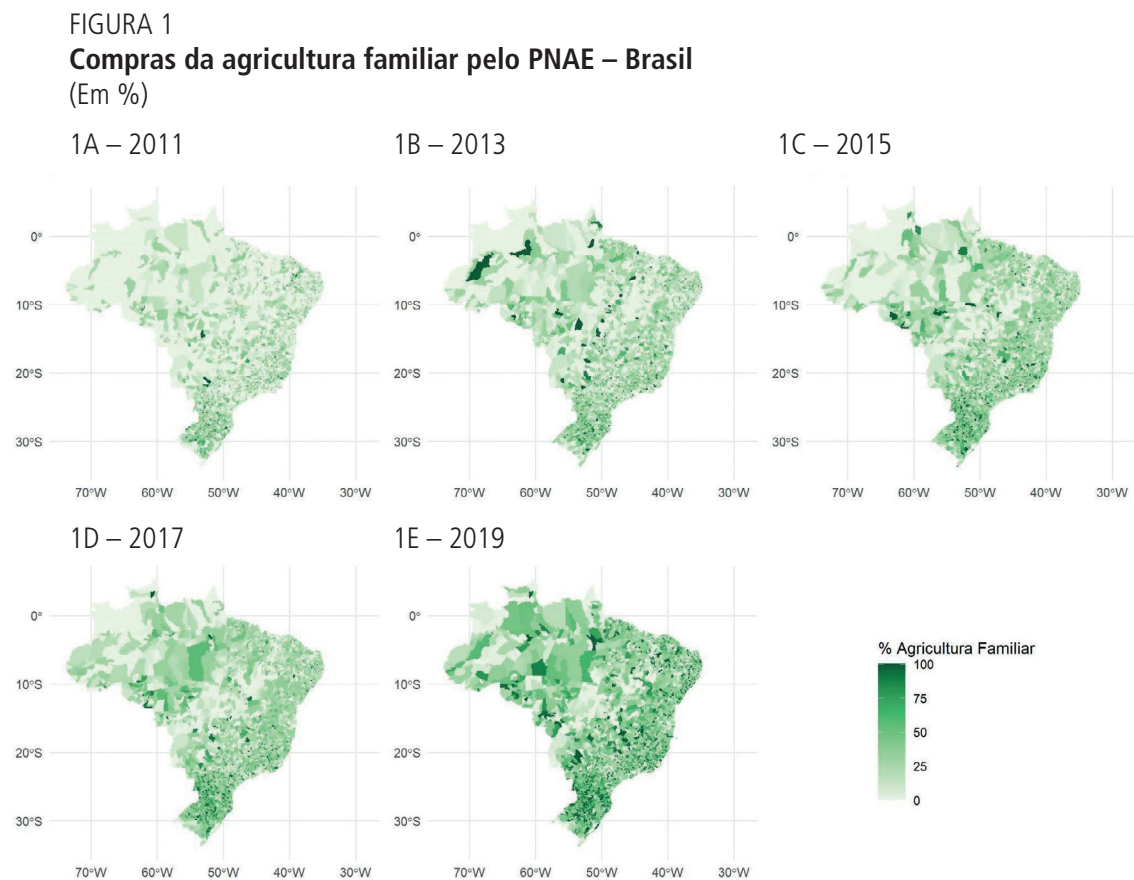 FIGURA 1
Compras da agricultura familiar pelo PNAE – Brasil
(Em %)
1A – 2011
1B – 2013
1C – 2015
0°
10°S
20°S
30°S
70°W 60°W 50°W 40°W 30°W
0°
10°S
20°S
30°S
70°W 60°W 50°W 40°W 30°W
0°
10°S
20°S
30°S
70°W 60°W 50°W 40°W 30°W
1D – 2017
1E – 2019
0°
10°S
20°S
30°S
70°W 60°W 50°W 40°W 30°W
0°
10°S
20°S
30°S
70°W 60°W 50°W 40°W 30°W
% Agricultura Familiar
100
75
50
25
0